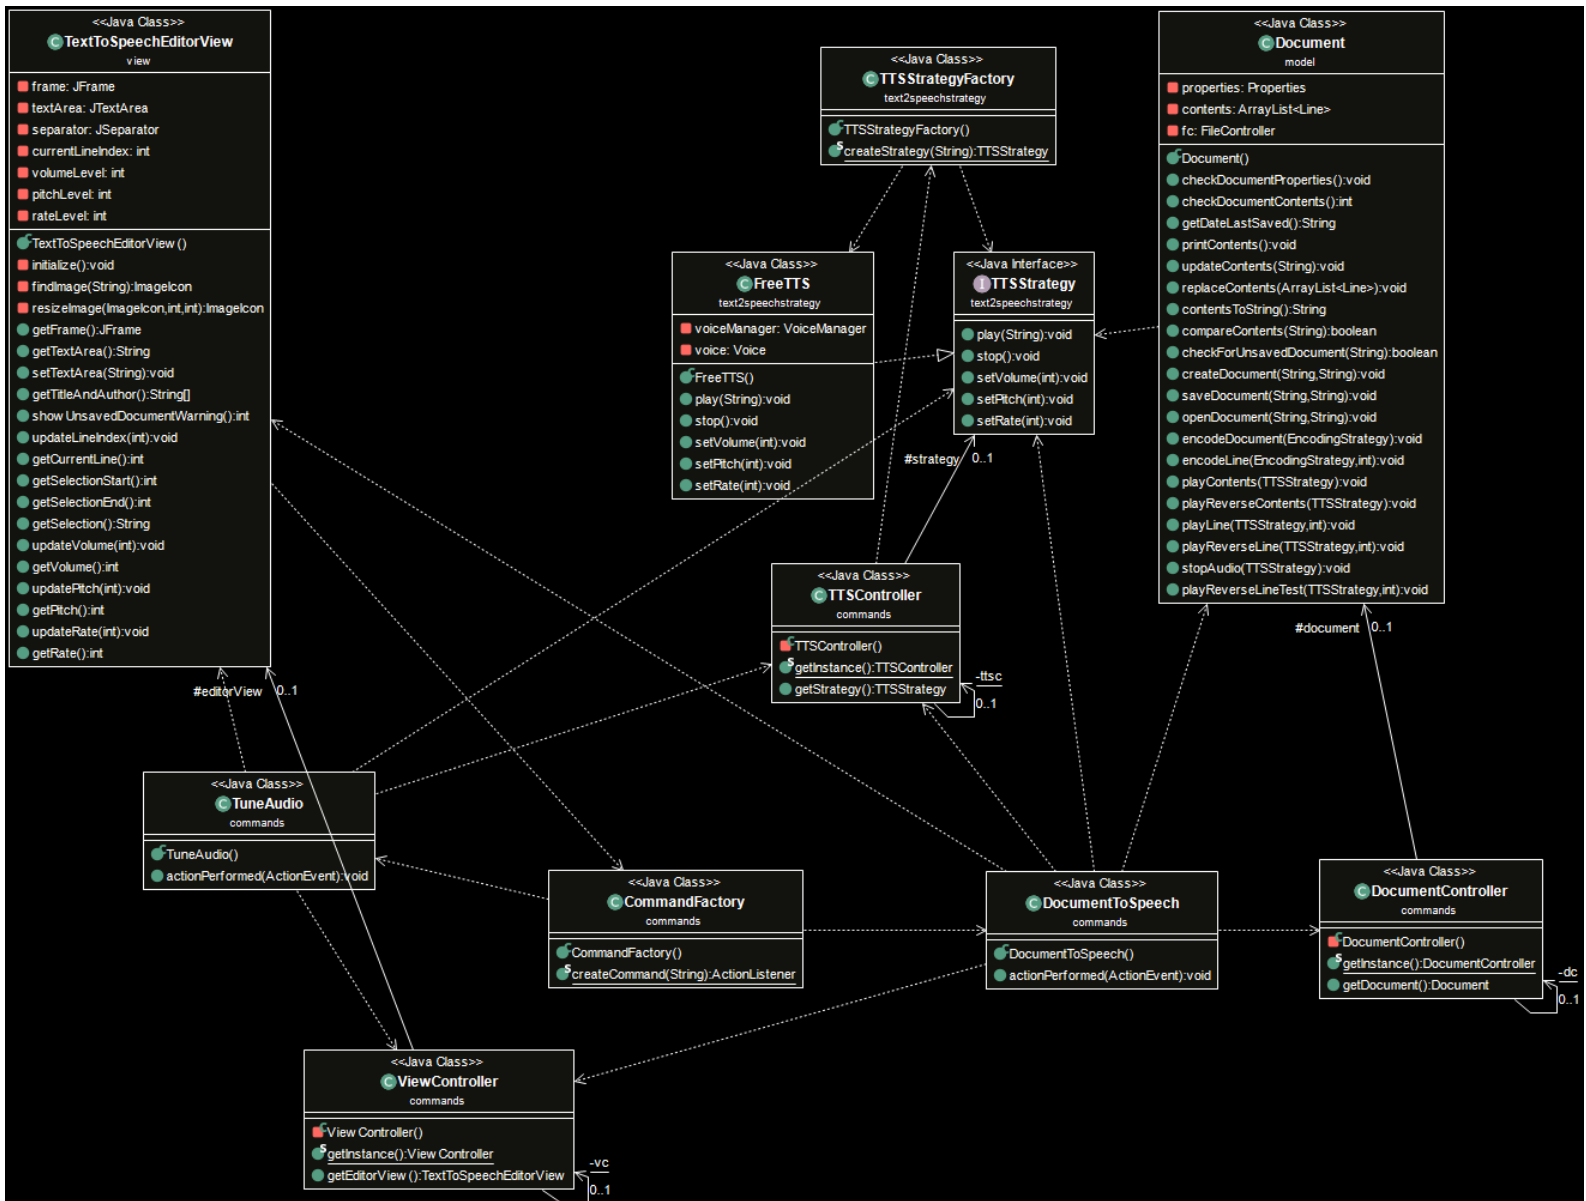 <<Java Class>>
TextToSpeechEditorView
view
frame: JFrame
textArea: JTextArea
separator: JSeparator
currentLineIndex: int
volumeLevel: int
pitchLevel: int
rateLevel: int
TextToSpeechEditorView()
initialize():void
findImage(String):ImageIcon
resizeImage(ImageIcon,int,int):ImageIcon
getFrame():JFrame
getTextArea():String
setTextArea(String):void
getTitleAndAuthor():String[]
showUnsavedDocumentWarning():int
updateLineIndex(int):void
getCurrentLine():int
getSelectionStart():int
getSelectionEnd():int
getSelection():String
updateVolume(int):void
getVolume():int
updatePitch(int):void
getPitch():int
updateRate(int):void
getRate():int
<<Java Class>>
TTSStrategyFactory
text2speechstrategy
TTSStrategyFactory()
createStrategy(String):TTSStrategy
<<Java Class>>
Document
model
properties: Properties
contents: ArrayList<Line>
fc: FileController
Document()
checkDocumentProperties():void
checkDocumentContents():int
getDateLastSaved():String
printContents():void
updateContents(String):void
replaceContents(ArrayList<Line>):void
contentsToString():String
compareContents(String):boolean
checkForUnsavedDocument(String):boolean
createDocument(String,String):void
saveDocument(String,String):void
openDocument(String,String):void
encodeDocument(EncodingStrategy):void
encodeLine(EncodingStrategy,int):void
playContents(TTSStrategy):void
playReverseContents(TTSStrategy):void
playLine(TTSStrategy,int):void
playReverseLine(TTSStrategy,int):void
stopAudio(TTSStrategy):void
playReverseLineTest(TTSStrategy,int):void
<<Java Class>>
FreeTTS
text2speechstrategy
voiceManager: VoiceManager
voice: Voice
FreeTTS()
play(String):void
stop():void
setVolume(int):void
setPitch(int):void
setRate(int):void
<<Java Interface>>
TTSStrategy
text2speechstrategy
play(String):void
stop():void
setVolume(int):void
setPitch(int):void
setRate(int):void
#strategy 0..1
<<Java Class>>
TTSController
commands
TTSController()
getInstance():TTSController
getStrategy():TTSStrategy
-ttsc
0..1
#document 0..1
#editorView 0..1
<<Java Class>>
TuneAudio
commands
TuneAudio()
actionPerformed(ActionEvent):void
<<Java Class>>
CommandFactory
commands
CommandFactory()
createCommand(String):ActionListener
<<Java Class>>
DocumentToSpeech
commands
DocumentToSpeech()
actionPerformed(ActionEvent):void
<<Java Class>>
DocumentController
commands
DocumentController()
getInstance():DocumentController
getDocument():Document
-dc
0..1
<<Java Class>>
ViewController
commands
ViewController()
getInstance():ViewController
getEditorView():TextToSpeechEditorView
-vc
0..1